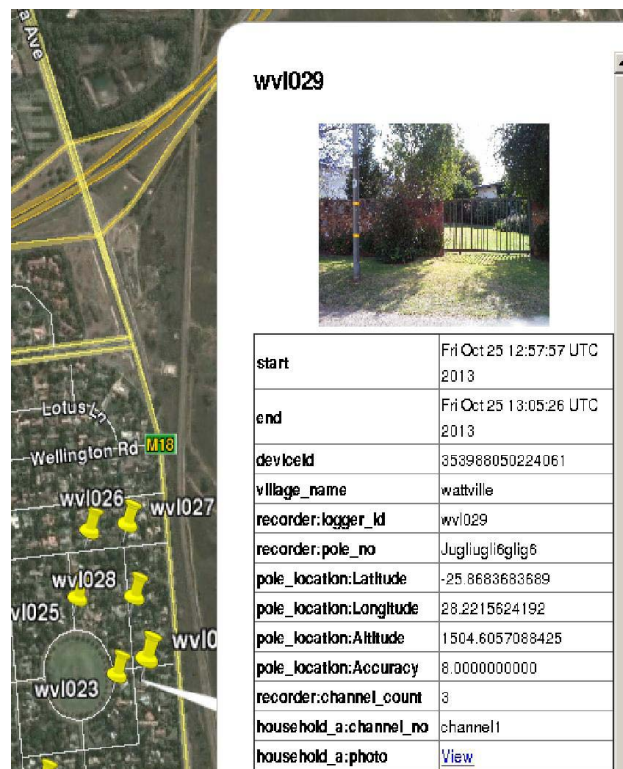 a Ave
Lotus Ln
Wellington Rd
M18
wvl026
wvl027
wvl028
vl025
wvl0
wvl023
wvl029
start
Fri Oct 25 12:57:57 UTC
2013
end
Fri Oct 25 13:05:26 UTC
2013
deviceid
353988050224061
village_name
wattville
recorder:logger_id
wvl029
recorder:pole_no
Jugliugli6glig6
pole_location:Latitude
-25.8683683689
pole_location:Longitude
28.2215624192
pole_location:Altitude
1504.6057088425
pole_location:Accuracy
8.0000000000
recorder:channel_count
3
household_a:channel_no
channel1
household_a:photo
View